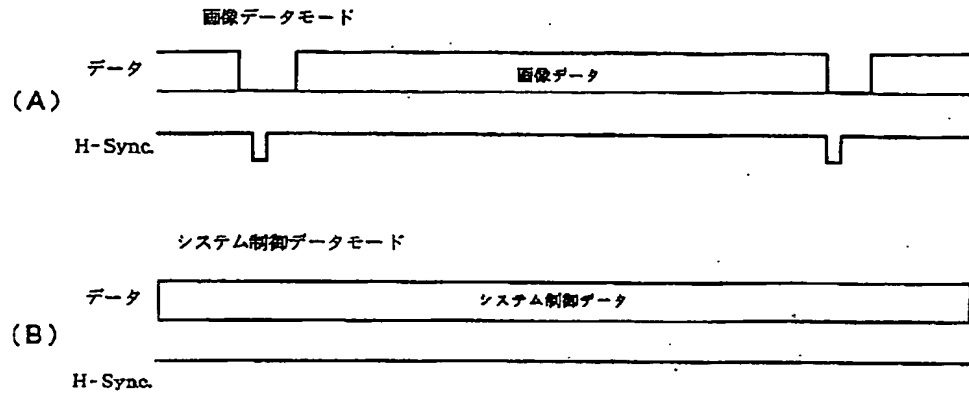 画像データモード
データ
画像データ
(A)
H-Sync.
システム制御データモード
データ
システム制御データ
(B)
H-Sync.